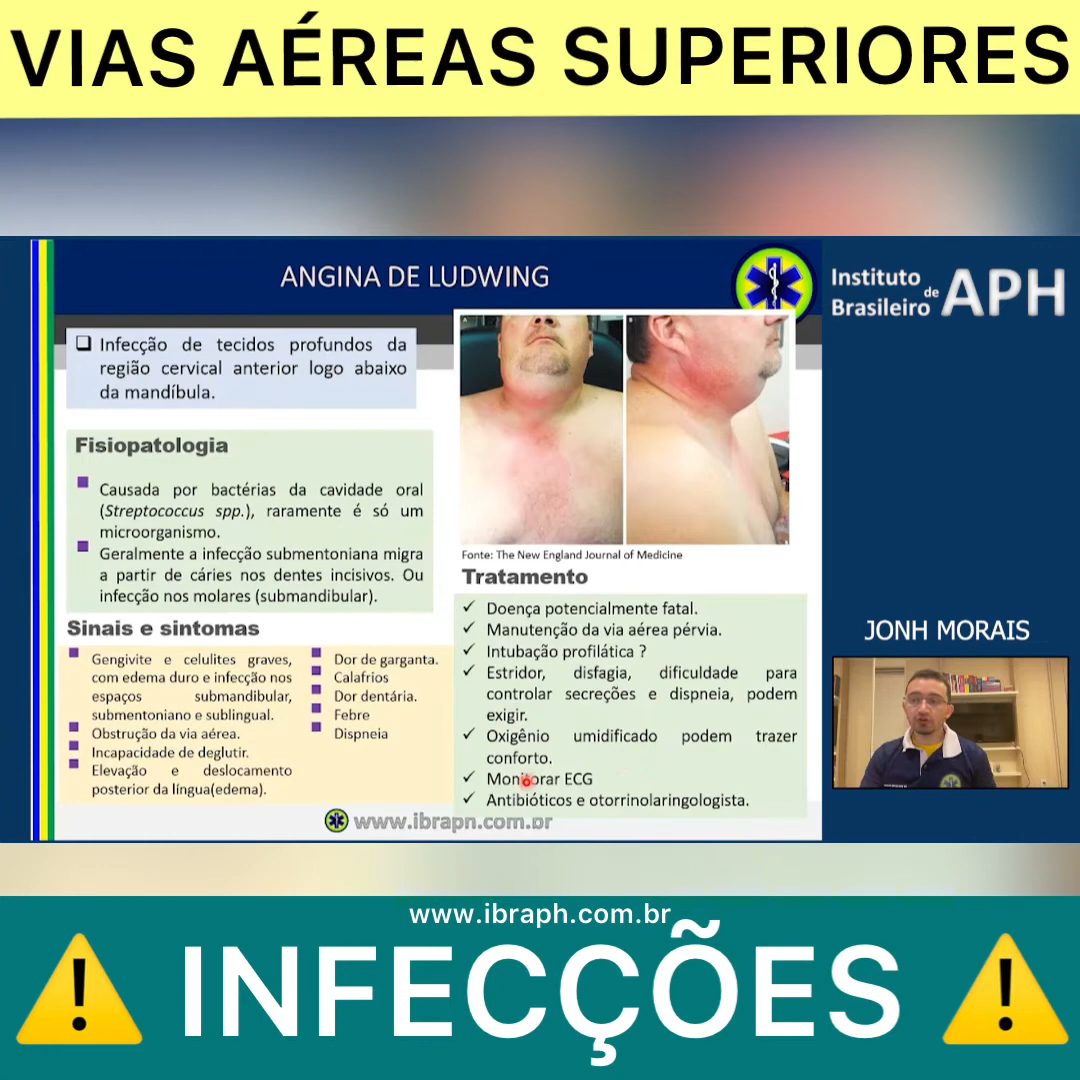 VIAS AÉREAS SUPERIORES
ANGINA DE LUDWING
Instituto
de
Brasileiro
APH
Infecção de tecidos profundos da
região cervical anterior logo abaixo
da mandíbula.
Fisiopatologia
Causada por bactérias da cavidade oral
(Streptococcus spp.), raramente é só um
microorganismo.
Geralmente a infecção submentoniana migra
a partir de cáries nos dentes incisivos. Ou
infecção nos molares (submandibular).
Sinais e sintomas
Gengivite e celulites graves,
com edema duro e infecção nos
espaços submandibular,
submentoniano e sublingual.
Obstrução da via aérea.
Incapacidade de deglutir.
Elevação e deslocamento
posterior da língua(edema).
Dor de garganta.
Calafrios
Dor dentária.
Febre
Dispneia
Fonte: The New England Journal of Medicine
Tratamento
Doença potencialmente fatal.
Manutenção da via aérea pérvia.
Intubação profilática ?
Estridor, disfagia, dificuldade para
controlar secreções e dispneia, podem
exigir.
Oxigênio umidificado podem trazer
conforto.
Monitorar ECG
Antibióticos e otorrinolaringologista.
www.ibraph.com.br
JONH MORAIS
www.ibraph.com.br
INFECÇÕES